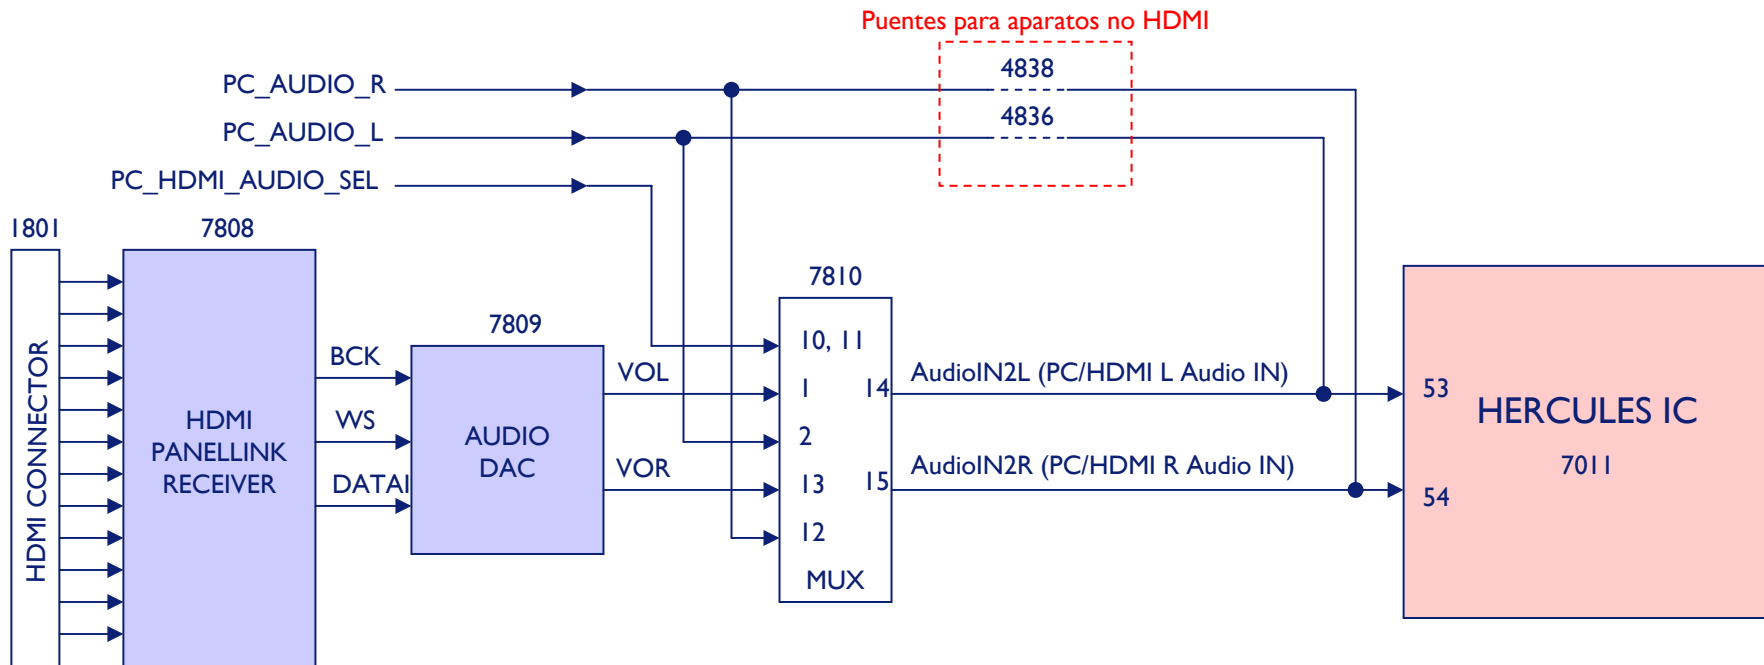 Puentes para aparatos no HDMI
PC_AUDIO_R
4838
PC_AUDIO_L
4836
PC_HDMI_AUDIO_SEL
1801
HDMI CONNECTOR
7808
HDMI
PANELLINK
RECEIVER
BCK
WS
DATAI
7809
AUDIO
DAC
VOL
VOR
7810
10, 11
1
2
13
12
14
15
MUX
AudioIN2L (PC/HDMI L Audio IN)
AudioIN2R (PC/HDMI R Audio IN)
53
54
HERCULES IC
7011